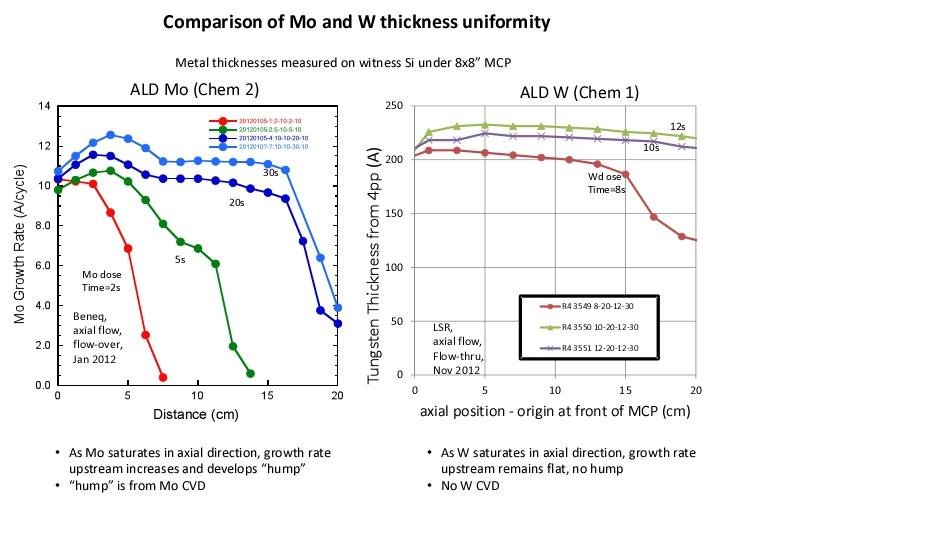 Comparison of Mo and W thickness uniformity
Metal thicknesses measured on witness Si under 8x8” MCP
ALD Mo (Chem 2)
14
12
10
8.0
6.0
4.0
2.0
0.0
Mo Growth Rate (A/cycle)
20120105-1:2-10-2-10
20120105-2:5-10-5-10
20120105-4:10-10-20-10
2012010?-?:10-10-30-10
30s
20s
5s
Mo dose
Time=2s
Beneq,
axial flow,
flow-over,
Jan 2012
0 5 10 15 20
Distance (cm)
ALD W (Chem 1)
250
200
150
100
50
0
Tungsten Thickness from 4pp (A)
12s
10s
Wd ose
Time=8s
R4 3549 8-20-12-30
R4 3550 10-20-12-30
R4 3551 12-20-12-30
LSR,
axial flow,
Flow-thru,
Nov 2012
0 5 10 15 20
axial position - origin at front of MCP (cm)
• As Mo saturates in axial direction, growth rate
upstream increases and develops “hump”
• “hump” is from Mo CVD
• As W saturates in axial direction, growth rate
upstream remains flat, no hump
• No W CVD